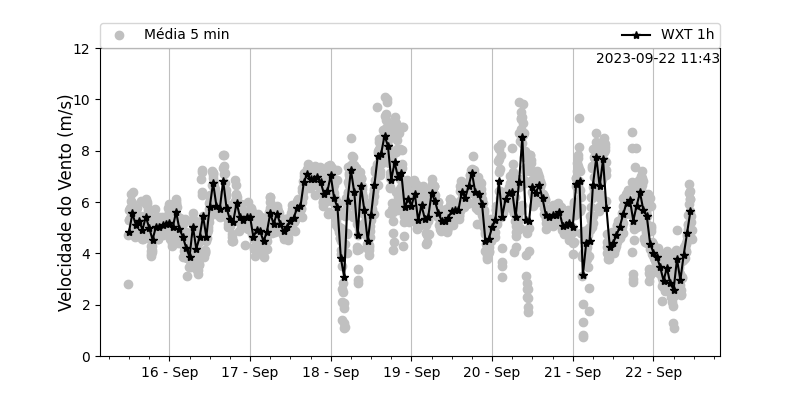 Média 5 min
WXT 1h
2023-09-22 11:43
Velocidade do Vento (m/s)
12
10
8
6
4
2
0
16 - Sep
17 - Sep
18 - Sep
19 - Sep
20 - Sep
21 - Sep
22 - Sep